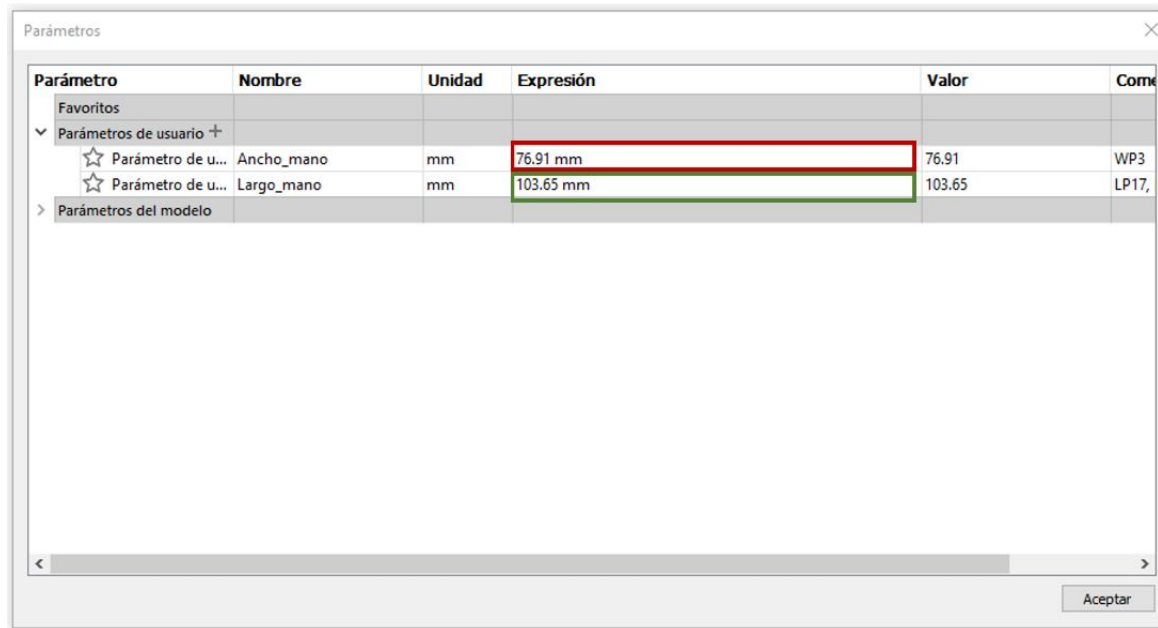 Parámetros
Parámetro Nombre Unidad Expresión Valor Come
Favoritos
Parámetros de usuario +
Parámetro de u... Ancho_mano mm 76.91 mm 76.91 WP3
Parámetro de u... Largo_mano mm 103.65 mm 103.65 LP17,
Parámetros del modelo
Aceptar